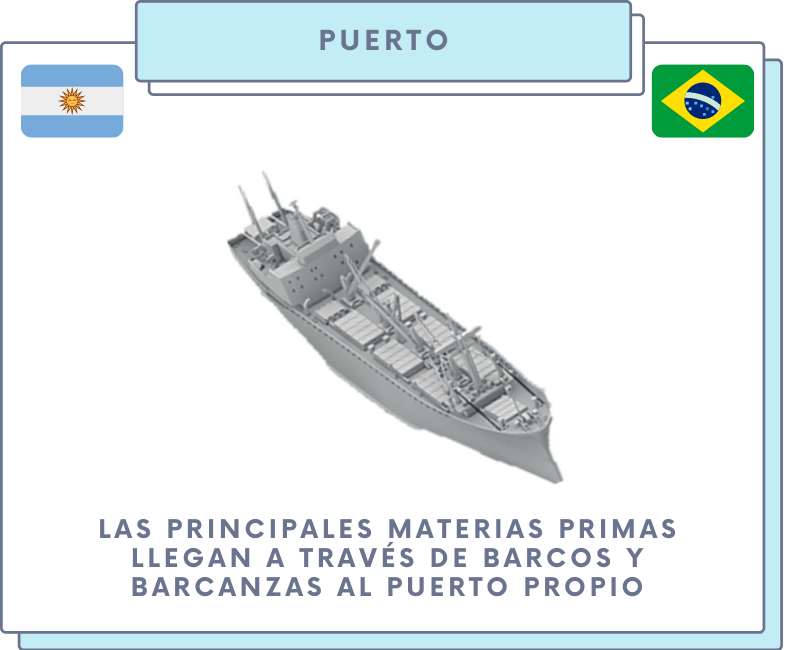 PUERTO
LAS PRINCIPALES MATERIAS PRIMAS
LLEGAN A TRAVÉS DE BARCOS Y
BARCANZAS AL PUERTO PROPIO